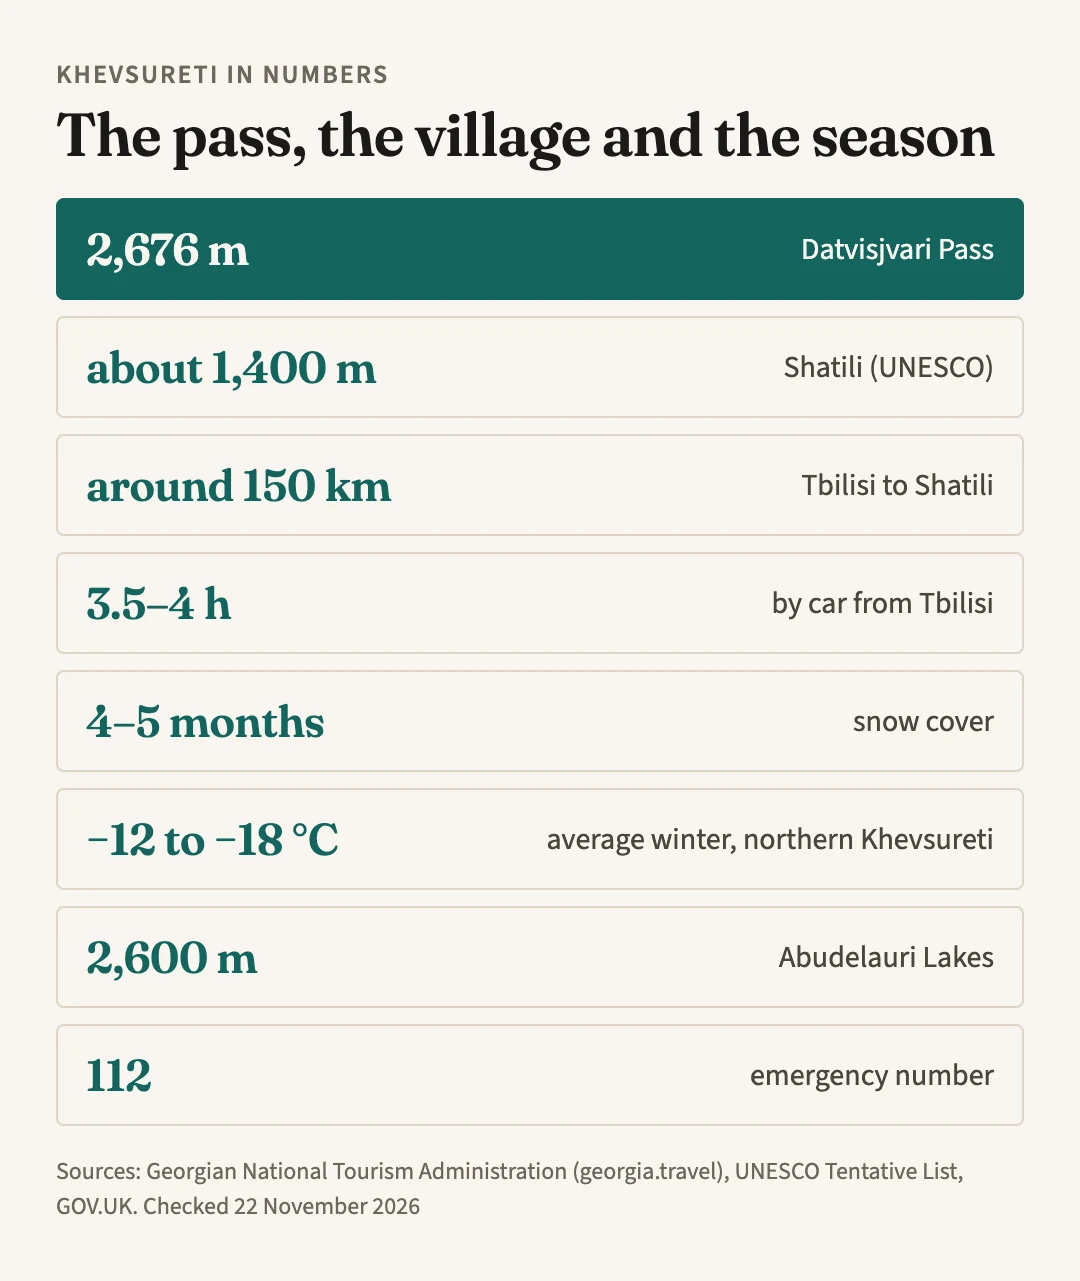 KHEVSURETI IN NUMBERS
The pass, the village and the season
2,676 m
Datvisjvari Pass
about 1,400 m
Shatili (UNESCO)
around 150 km
Tbilisi to Shatili
3.5–4 h
by car from Tbilisi
4–5 months
snow cover
−12 to −18 °C
average winter, northern Khevsureti
2,600 m
Abudelauri Lakes
112
emergency number
Sources: Georgian National Tourism Administration (georgia.travel), UNESCO Tentative List,
GOV.UK. Checked 22 November 2026